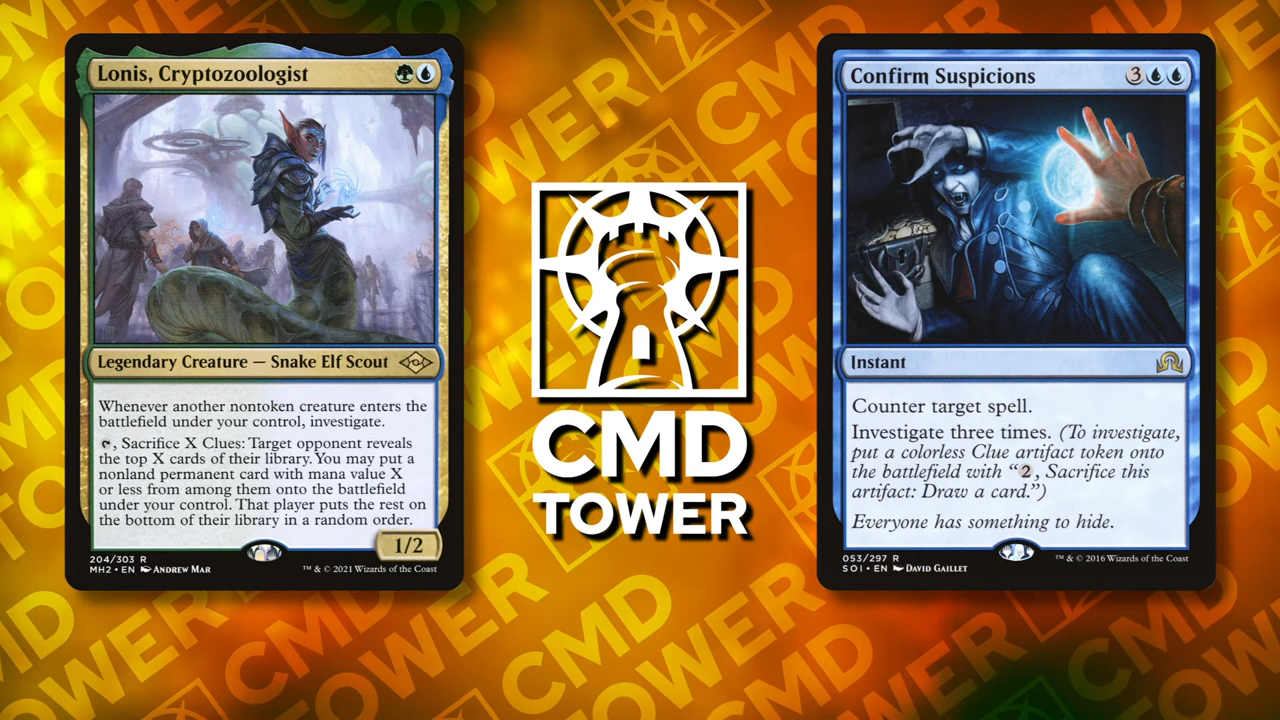 Lonis, Cryptozoologist
Legendary Creature — Snake Elf Scout
Whenever another nontoken creature enters the
battlefield under your control, investigate.
, Sacrifice X Clues: Target opponent reveals
the top X cards of their library. You may put a
nonland permanent card with mana value X
or less from among them onto the battlefield
under your control. That player puts the rest on
the bottom of their library in a random order.
1/2
204/303 R
MH2 • EN Andrew Mar
™ & © 2021 Wizards of the Coast
CMD
TOWER
Confirm Suspicions
3
Instant
Counter target spell.
Investigate three times. (To investigate,
put a colorless Clue artifact token onto
the battlefield with “2, Sacrifice this
artifact: Draw a card.”)
Everyone has something to hide.
053/297 R
SOI • EN David Gaillet
™ & © 2016 Wizards of the Coast